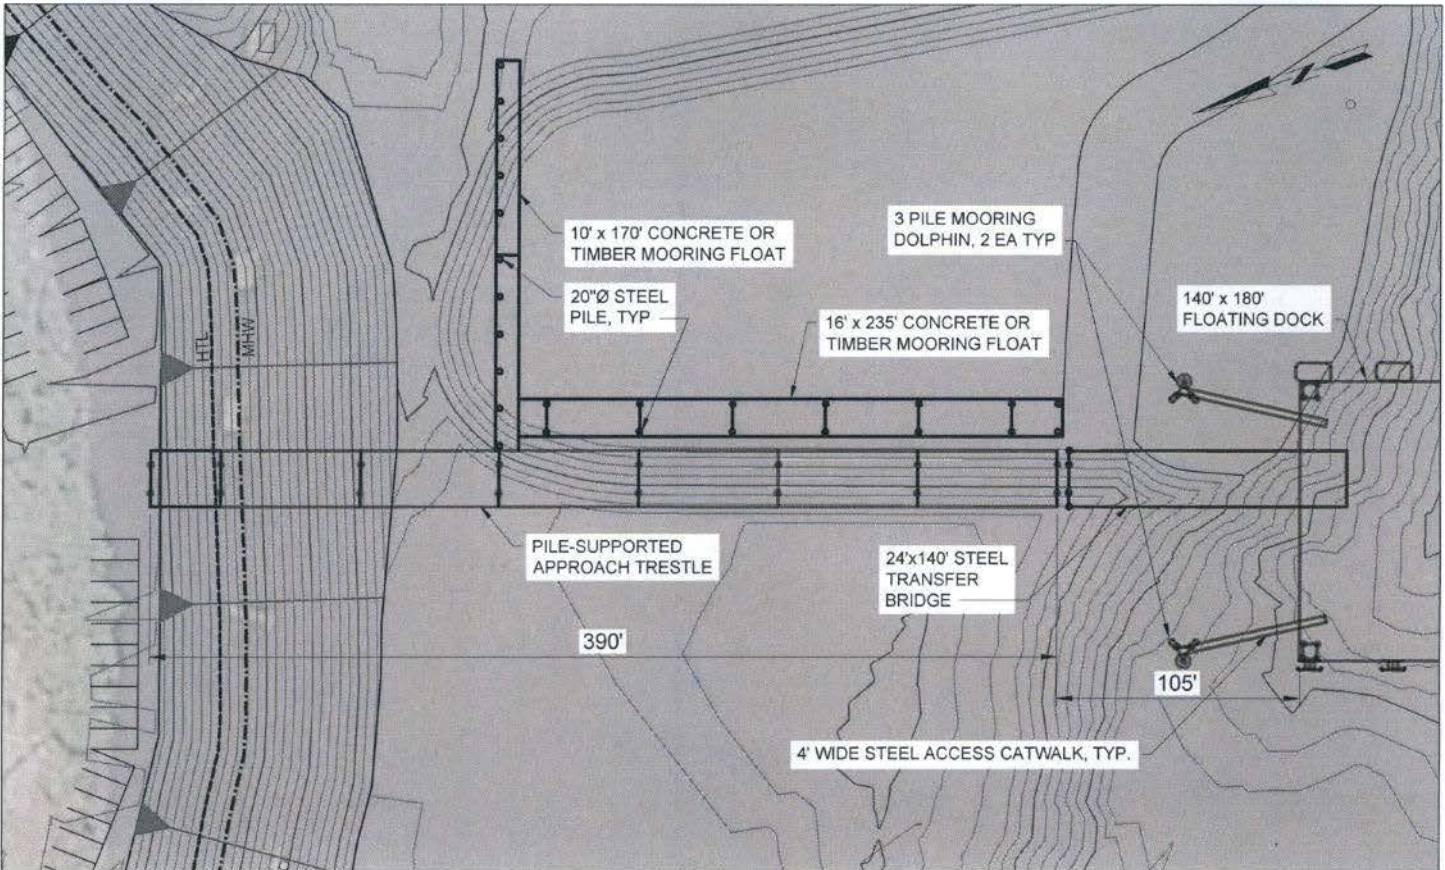 10' x 170' CONCRETE OR
TIMBER MOORING FLOAT
3 PILE MOORING
DOLPHIN, 2 EA TYP
20"Ø STEEL
PILE, TYP
140' x 180'
FLOATING DOCK
16' x 235' CONCRETE OR
TIMBER MOORING FLOAT
HTL
MHW
PILE-SUPPORTED
APPROACH TRESTLE
24'x140' STEEL
TRANSFER
BRIDGE
390'
105'
4' WIDE STEEL ACCESS CATWALK, TYP.